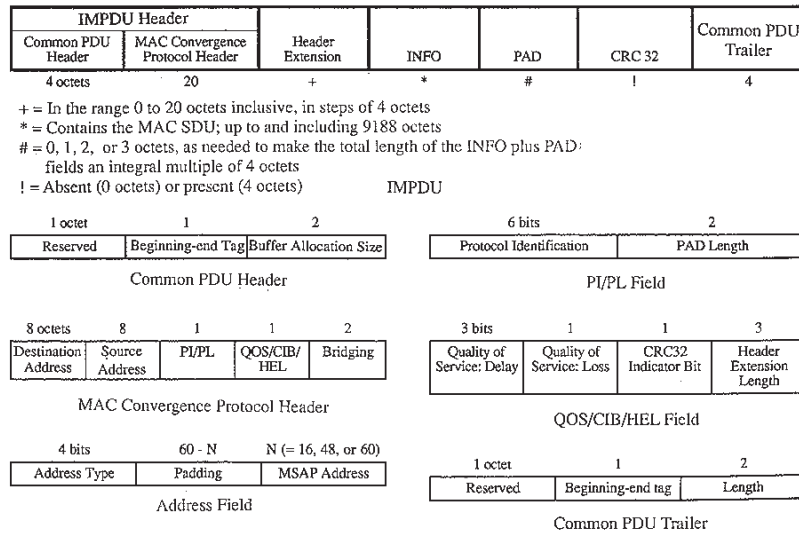 IMPDU Header
Common PDU Header
MAC Convergence Protocol Header
Header Extension
INFO
PAD
CRC 32
Common PDU Trailer
4 octets 20 + * # ! 4
+ = In the range 0 to 20 octets inclusive, in steps of 4 octets
* = Contains the MAC SDU; up to and including 9188 octets
# = 0, 1, 2, or 3 octets, as needed to make the total length of the INFO plus PAD
fields an integral multiple of 4 octets
! = Absent (0 octets) or present (4 octets) IMPDU
1 octet 1 2
Reserved Beginning-end Tag Buffer Allocation Size
Common PDU Header
6 bits 2
Protocol Identification PAD Length
PI/PL Field
8 octets 8 1 1 2
Destination Address
Source Address
PI/PL
QOS/CIB/ HEL
Bridging
MAC Convergence Protocol Header
3 bits 1 1 3
Quality of Service: Delay
Quality of Service: Loss
CRC32 Indicator Bit
Header Extension Length
QOS/CIB/HEL Field
4 bits 60 - N N (= 16, 48, or 60)
Address Type Padding MSAP Address
Address Field
1 octet 1 2
Reserved Beginning-end tag Length
Common PDU Trailer